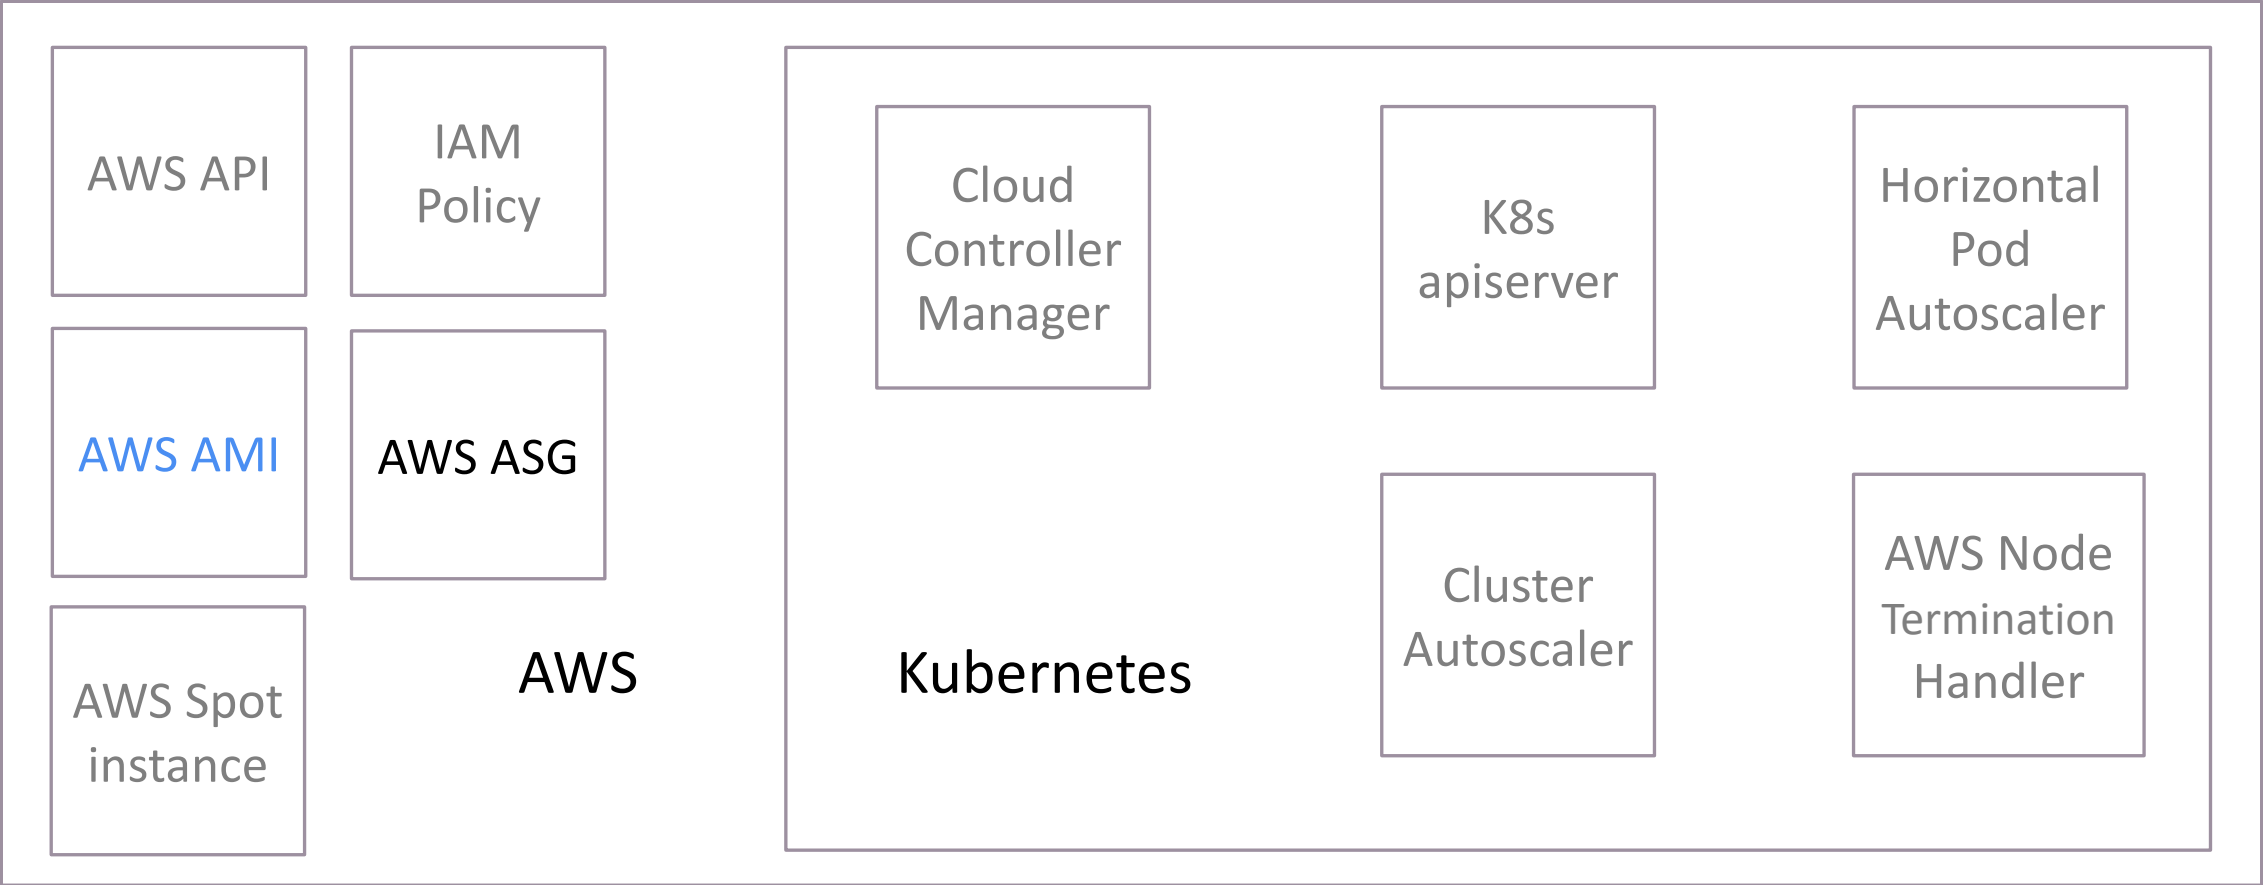 AWS API
IAM
Policy
AWS AMI
AWS ASG
AWS Spot
instance
AWS
Cloud
Controller
Manager
K8s
apiserver
Horizontal
Pod
Autoscaler
Cluster
Autoscaler
AWS Node
Termination
Handler
Kubernetes